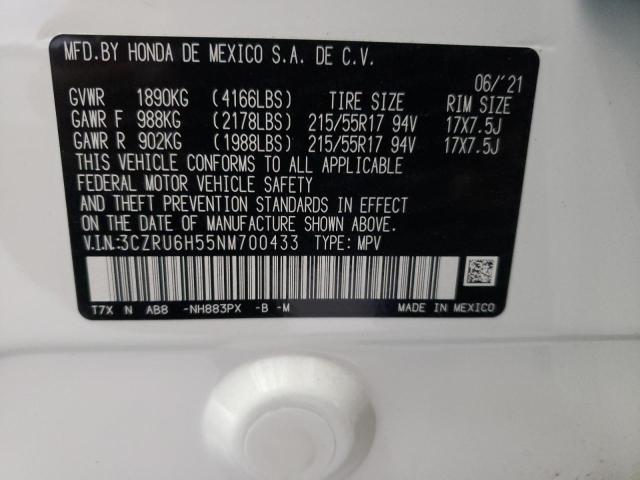 MFD.BY HONDA DE MEXICO S.A. DE C.V.
06/'21
GVWR 1890KG (4166LBS) TIRE SIZE RIM SIZE
GAWR F 988KG (2178LBS) 215/55R17 94V 17X7.5J
GAWR R 902KG (1988LBS) 215/55R17 94V 17X7.5J
THIS VEHICLE CONFORMS TO ALL APPLICABLE
FEDERAL MOTOR VEHICLE SAFETY
AND THEFT PREVENTION STANDARDS IN EFFECT
ON THE DATE OF MANUFACTURE SHOWN ABOVE.
V.I.N.:3CZRU6H55NM700433 TYPE: MPV
T7X N AB8 -NH883PX -B -M MADE IN MEXICO